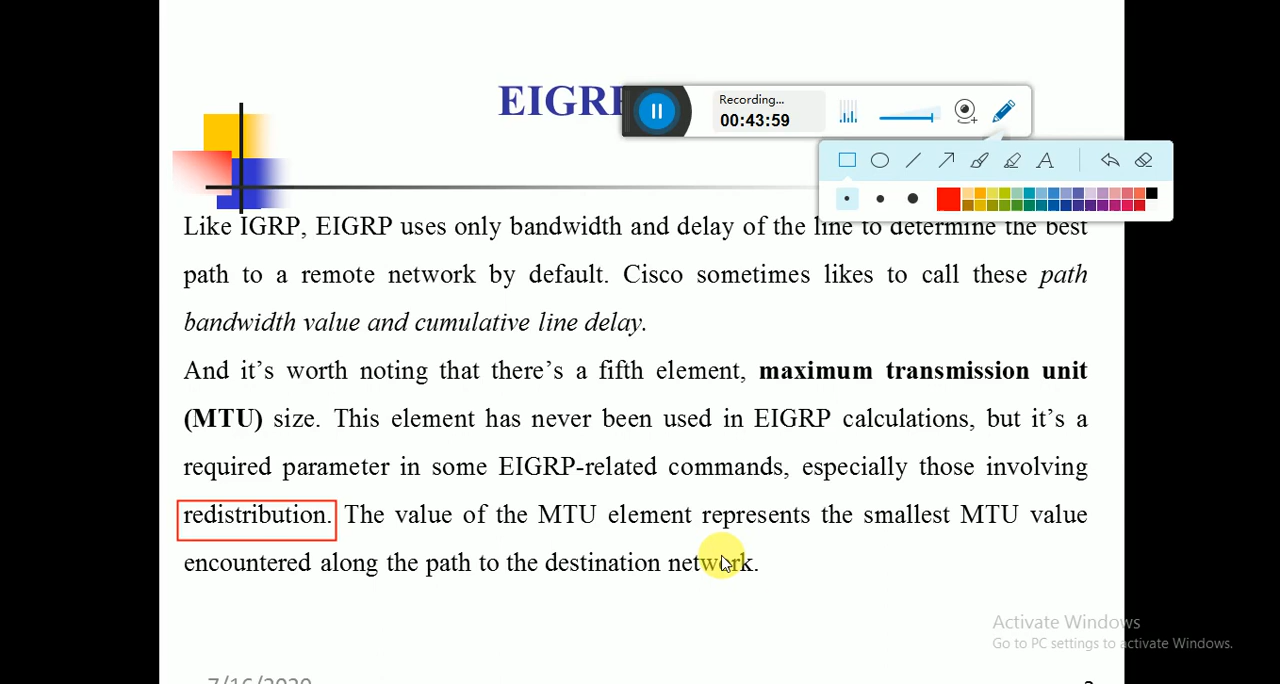 EIGRP
Recording...
00:43:59
A
Like IGRP, EIGRP uses only bandwidth and delay of the line to determine the best
path to a remote network by default. Cisco sometimes likes to call these path
bandwidth value and cumulative line delay.
And it’s worth noting that there’s a fifth element, maximum transmission unit
(MTU) size. This element has never been used in EIGRP calculations, but it’s a
required parameter in some EIGRP-related commands, especially those involving
redistribution. The value of the MTU element represents the smallest MTU value
encountered along the path to the destination network.
Activate Windows
Go to PC settings to activate Windows.
7/16/2020